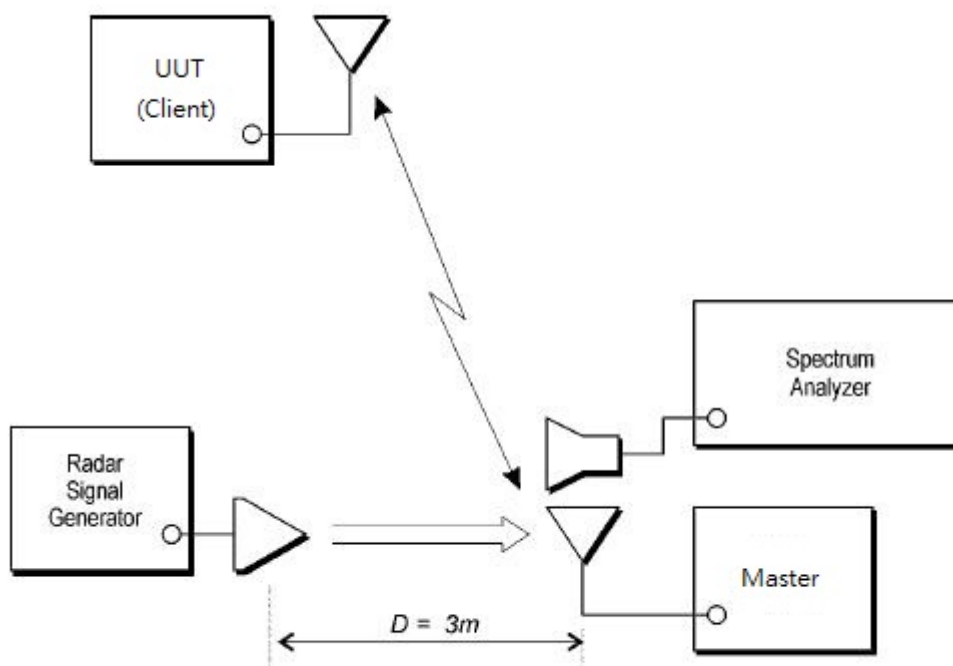 UUT
(Client)
Spectrum
Analyzer
Radar
Signal
Generator
Master
D = 3m